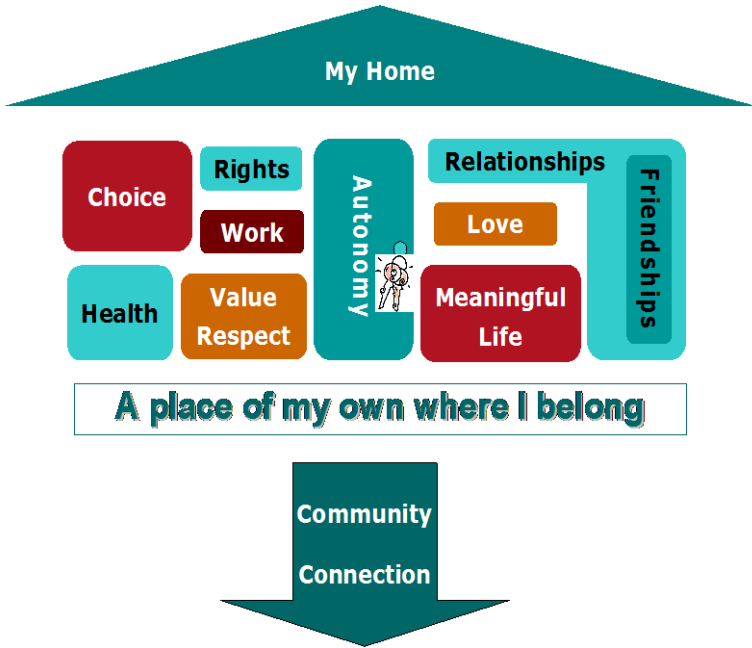 My Home
Choice
Rights
Work
Health
Value
Respect
Autonomy
Relationships
Love
Meaningful
Life
Friendships
A place of my own where I belong
Community
Connection